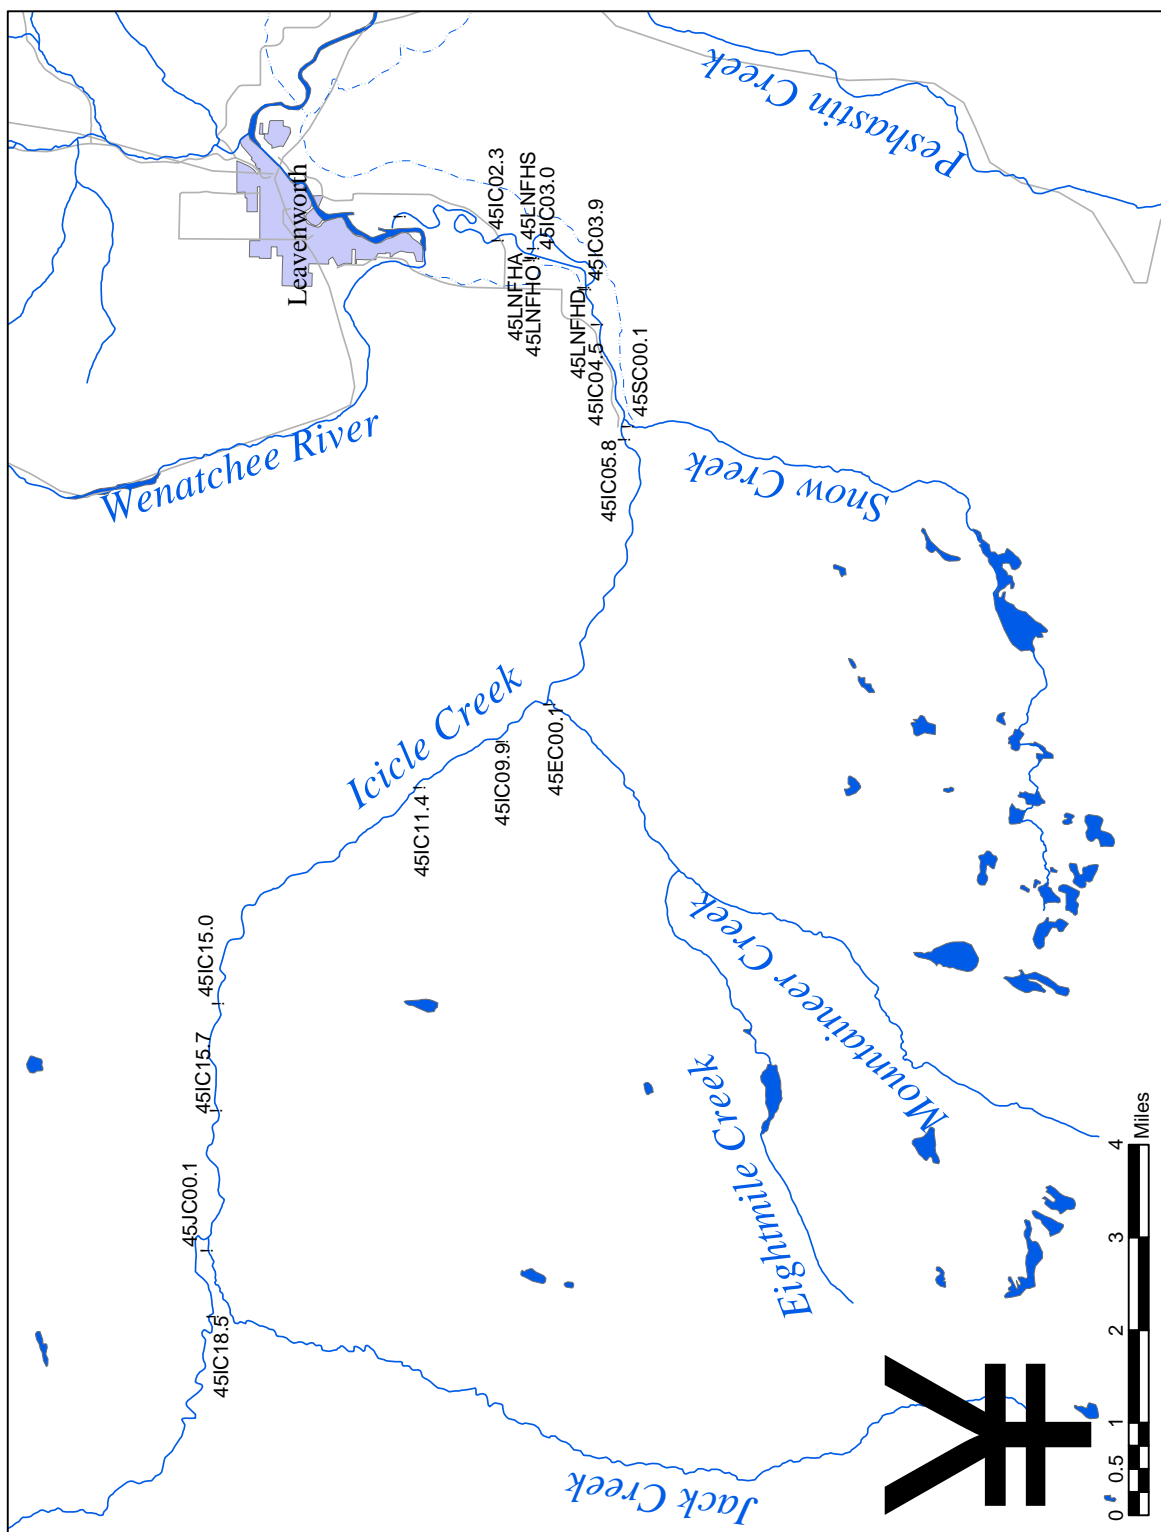 Peshastin Creek
Leavenworth
45IC02.3
45LNFHS
45IC03.0
45LNFHA
45LNFHO
45IC03.9
45LNFHD
45IC04.5
45SC00.1
45IC05.8
Wenatchee River
Snow Creek
Icicle Creek
45IC09.9
45EC00.1
45IC11.4
45IC15.0
45IC15.7
Mountaineer Creek
Eightmile Creek
45JC00.1
45IC18.5
Jack Creek
¥
0 0.5 1 2 3 4
Miles